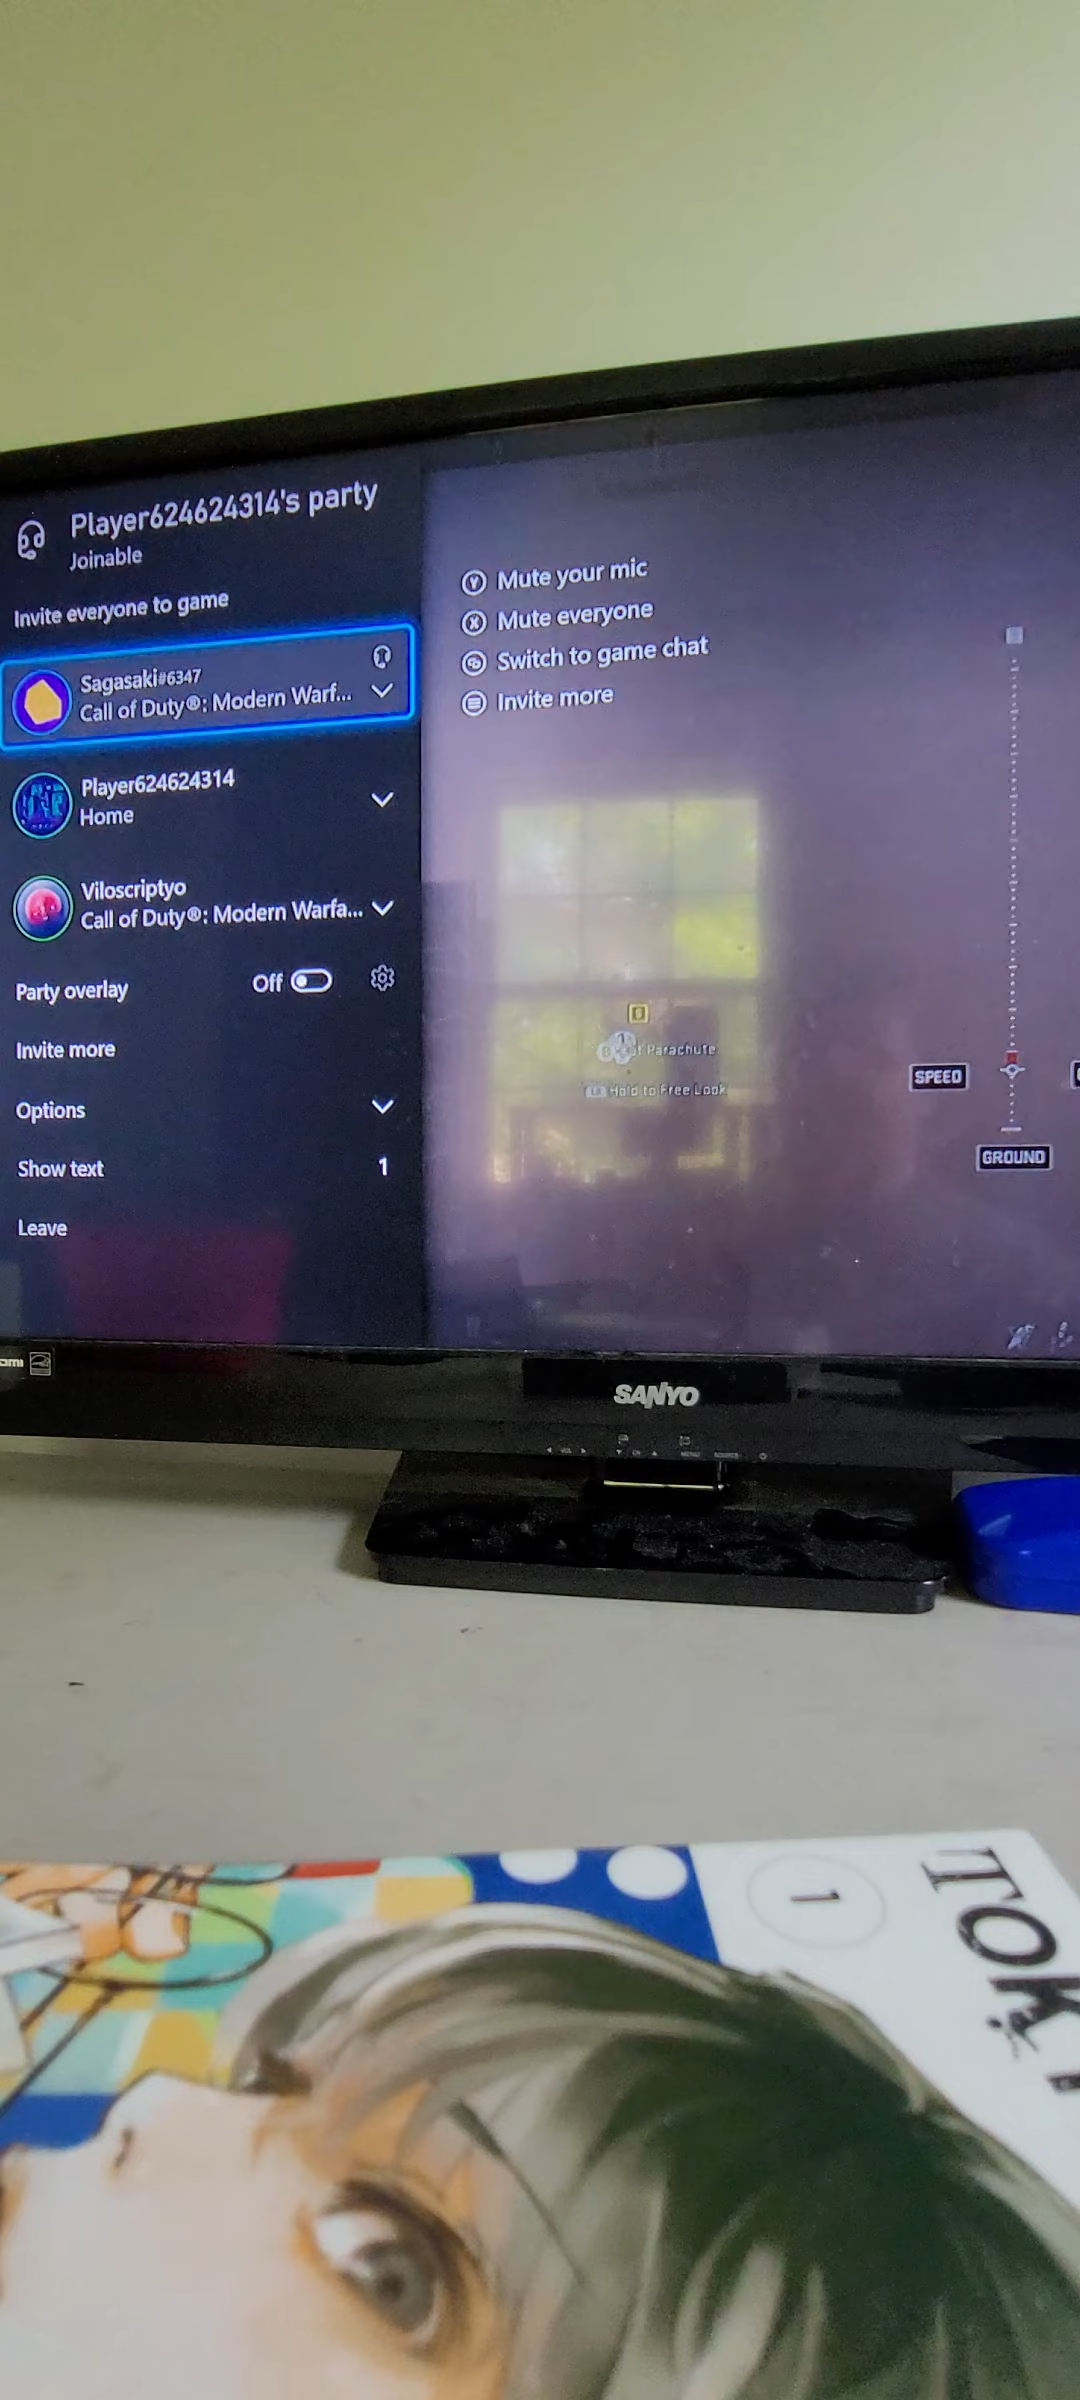 Player624624314's party
Joinable
Invite everyone to game
Sagasaki#6347
Call of Duty®: Modern Warf...
Player624624314
Home
Viloscriptyo
Call of Duty®: Modern Warfa...
Party overlay
Off
Invite more
Options
Show text
1
Leave
Y Mute your mic
X Mute everyone
Switch to game chat
Invite more
Parachute
Hold to Free Look
SPEED
GROUND
SANYO
1
TOK